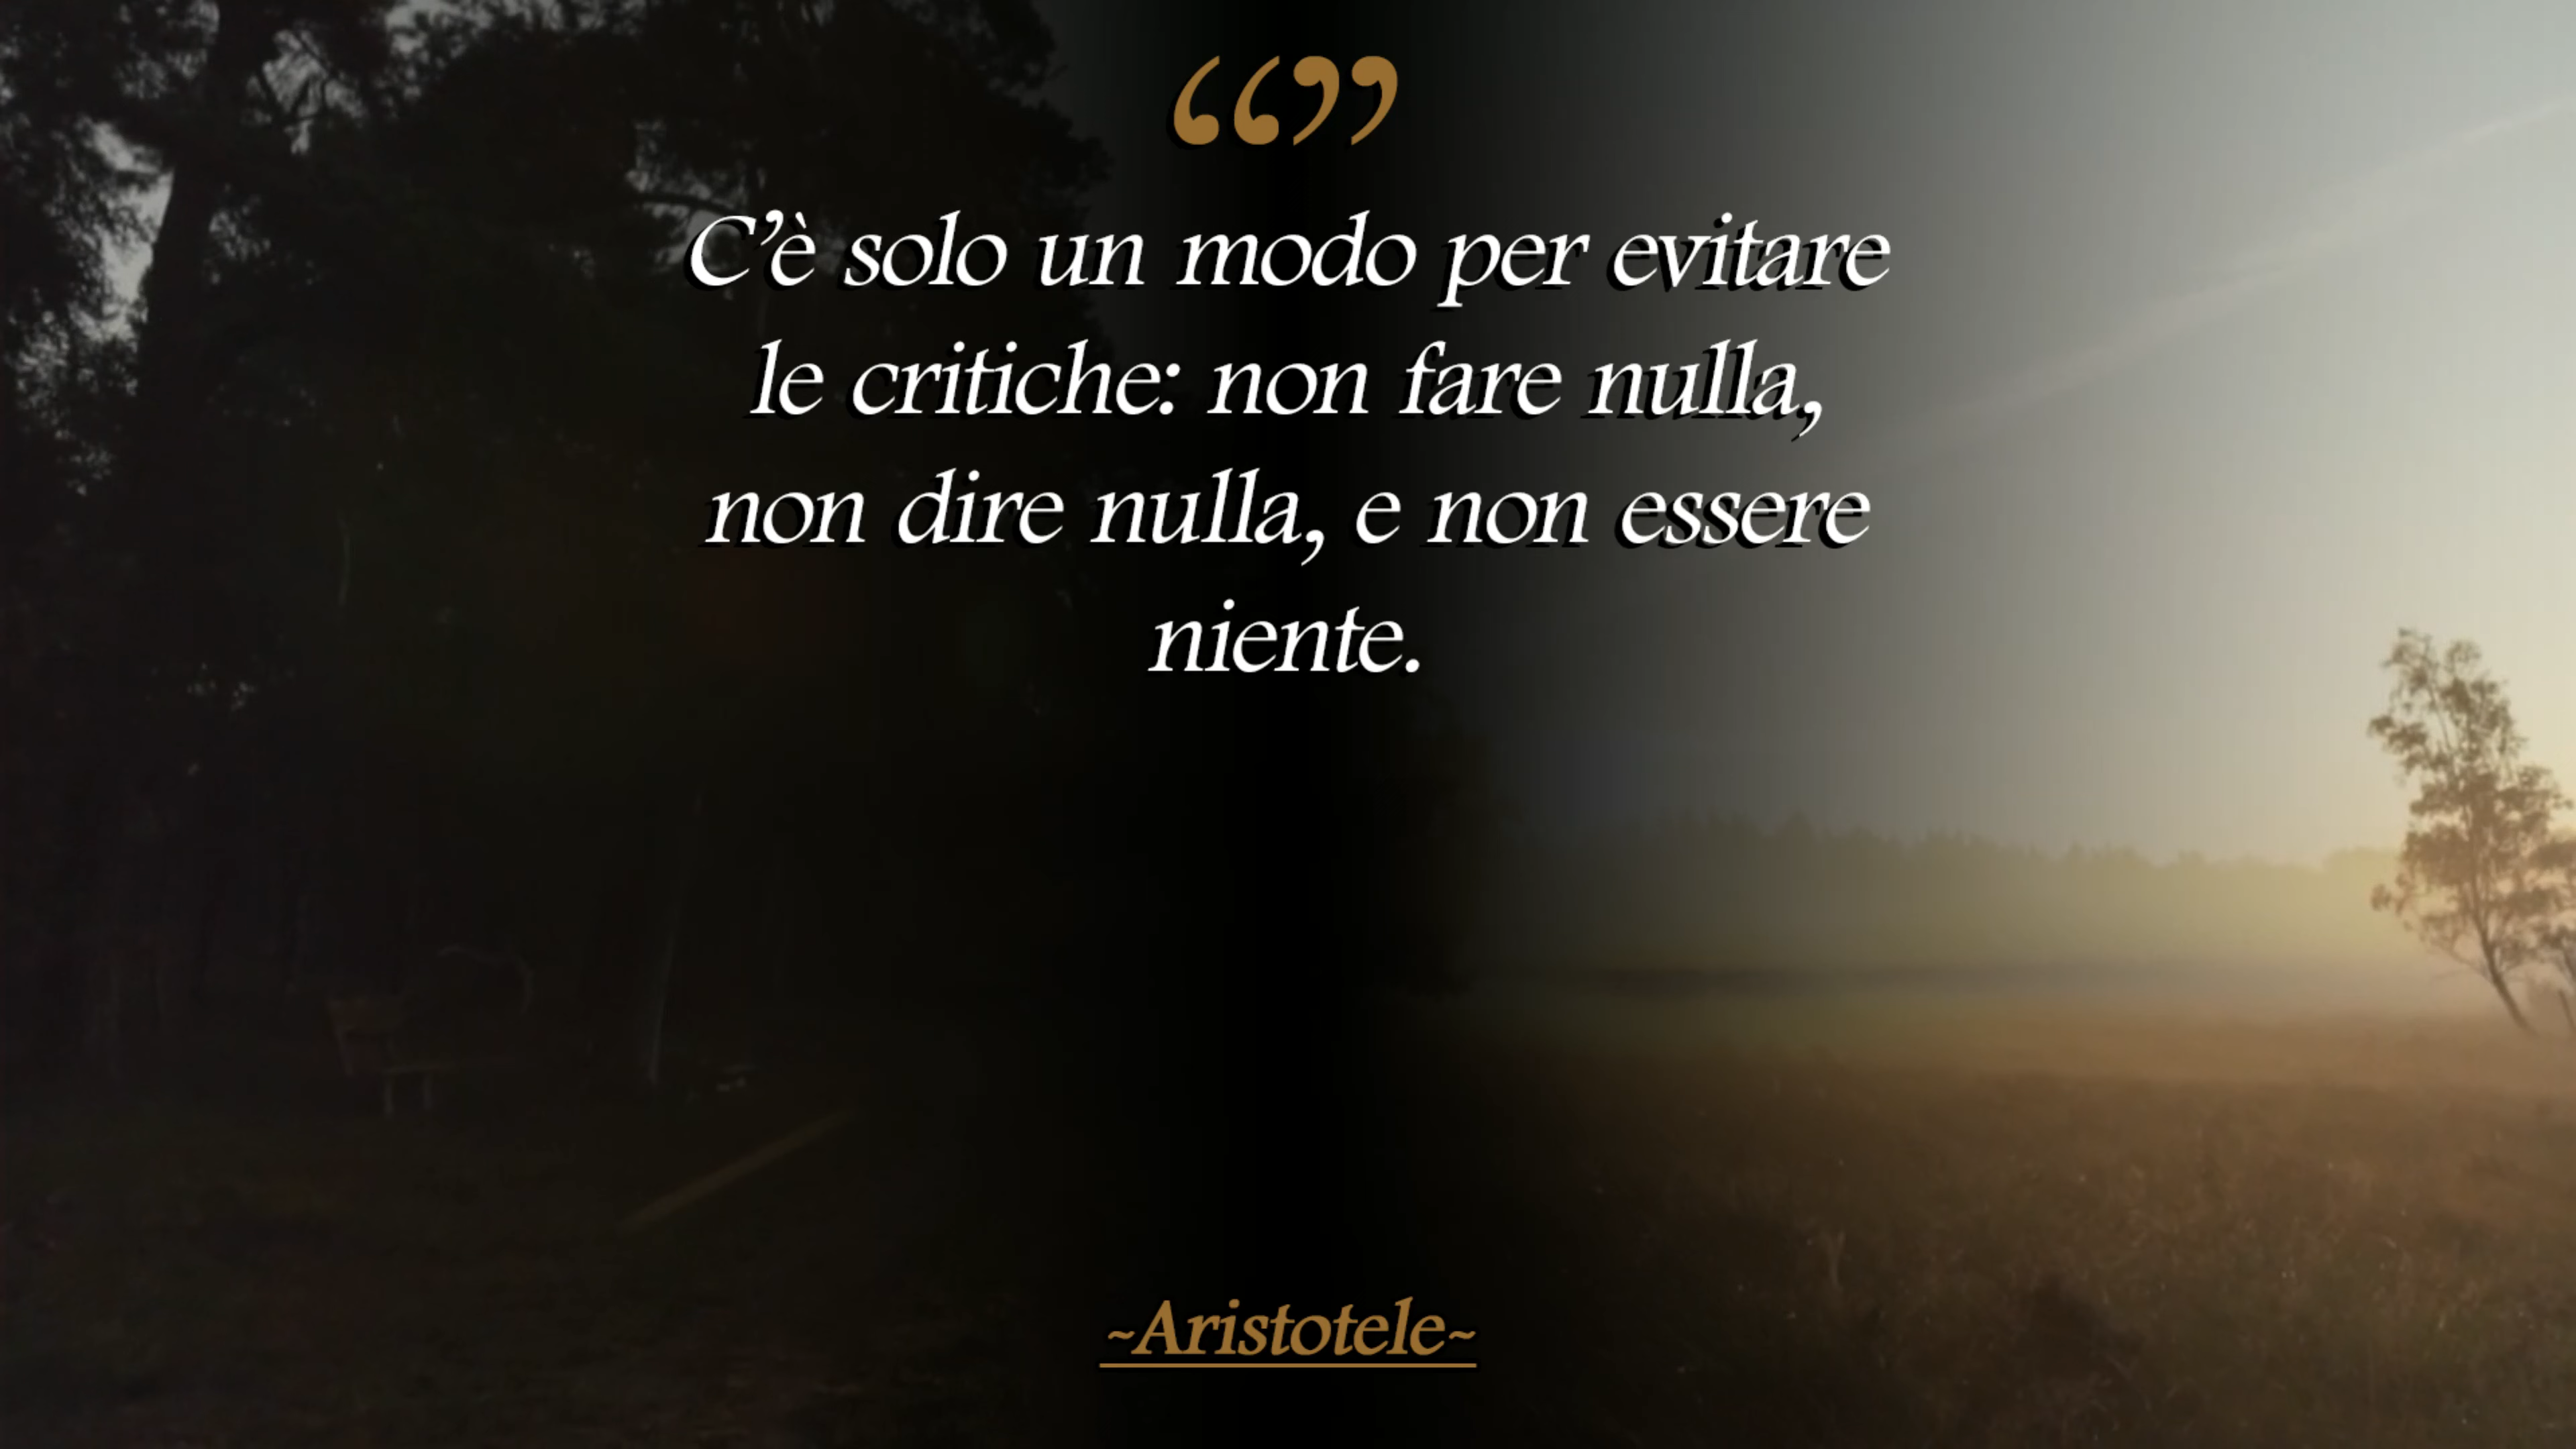 “”
C’è solo un modo per evitare
le critiche: non fare nulla,
non dire nulla, e non essere
niente.
~Aristotele~